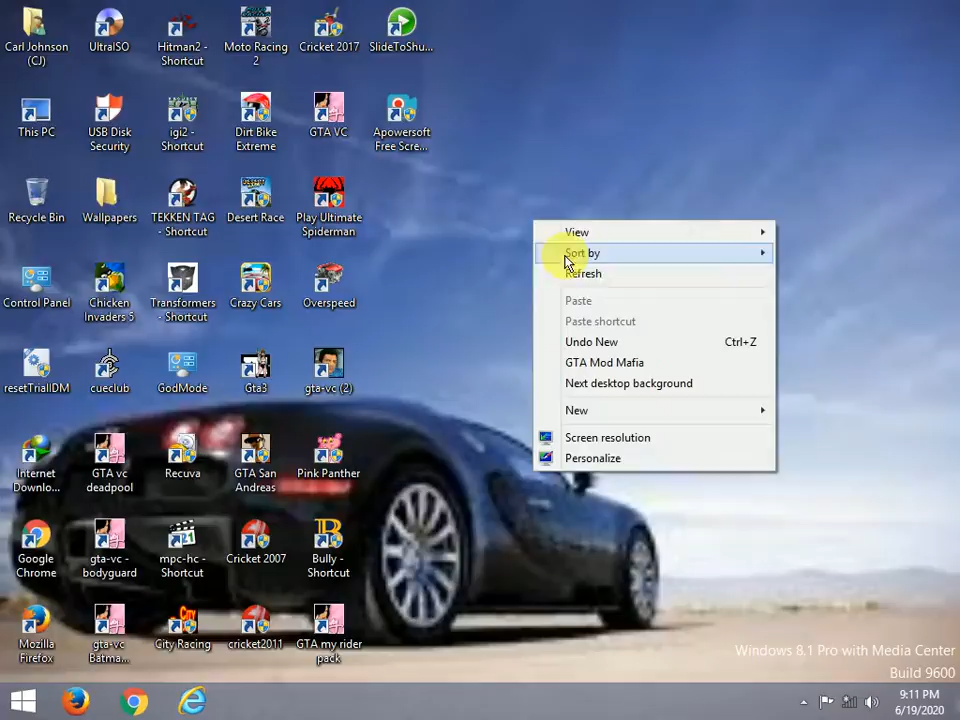 Carl Johnson
(CJ)
UltraISO
Hitman2 -
Shortcut
Moto Racing
2
Cricket 2017
SlideToShu...
This PC
USB Disk
Security
igi2 -
Shortcut
Dirt Bike
Extreme
GTA VC
Apowersoft
Free Scre...
Recycle Bin
Wallpapers
TEKKEN TAG
- Shortcut
Desert Race
Play Ultimate
Spiderman
Control Panel
Chicken
Invaders 5
Transformers
- Shortcut
Crazy Cars
Overspeed
resetTrialIDM
cueclub
GodMode
Gta3
gta-vc (2)
Internet
Downlo...
GTA vc
deadpool
Recuva
GTA San
Andreas
Pink Panther
Google
Chrome
gta-vc -
bodyguard
mpc-hc -
Shortcut
Cricket 2007
Bully -
Shortcut
Mozilla
Firefox
gta-vc
Batma...
City Racing
cricket2011
GTA my rider
pack
View
Sort by
Refresh
Paste
Paste shortcut
Undo New Ctrl+Z
GTA Mod Mafia
Next desktop background
New
Screen resolution
Personalize
Windows 8.1 Pro with Media Center
Build 9600
9:11 PM
6/19/2020